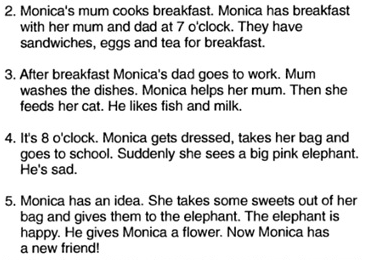 2. Monica's mum cooks breakfast. Monica has breakfast
with her mum and dad at 7 o'clock. They have
sandwiches, eggs and tea for breakfast.
3. After breakfast Monica's dad goes to work. Mum
washes the dishes. Monica helps her mum. Then she
feeds her cat. He likes fish and milk.
4. It's 8 o'clock. Monica gets dressed, takes her bag and
goes to school. Suddenly she sees a big pink elephant.
He's sad.
5. Monica has an idea. She takes some sweets out of her
bag and gives them to the elephant. The elephant is
happy. He gives Monica a flower. Now Monica has
a new friend!